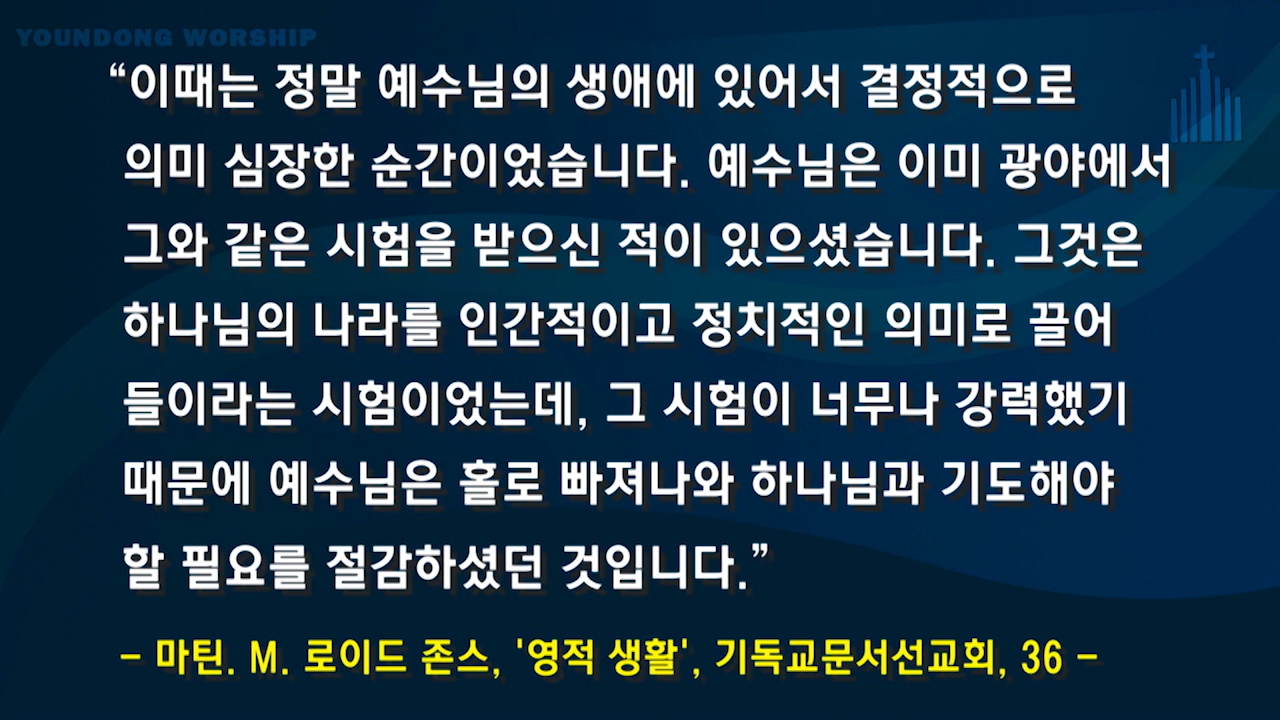 YOUNDONG WORSHIP
“이때는 정말 예수님의 생애에 있어서 결정적으로
의미 심장한 순간이었습니다. 예수님은 이미 광야에서
그와 같은 시험을 받으신 적이 있으셨습니다. 그것은
하나님의 나라를 인간적이고 정치적인 의미로 끌어
들이라는 시험이었는데, 그 시험이 너무나 강력했기
때문에 예수님은 홀로 빠져나와 하나님과 기도해야
할 필요를 절감하셨던 것입니다.”
- 마틴. M. 로이드 존스, '영적 생활', 기독교문서선교회, 36 -